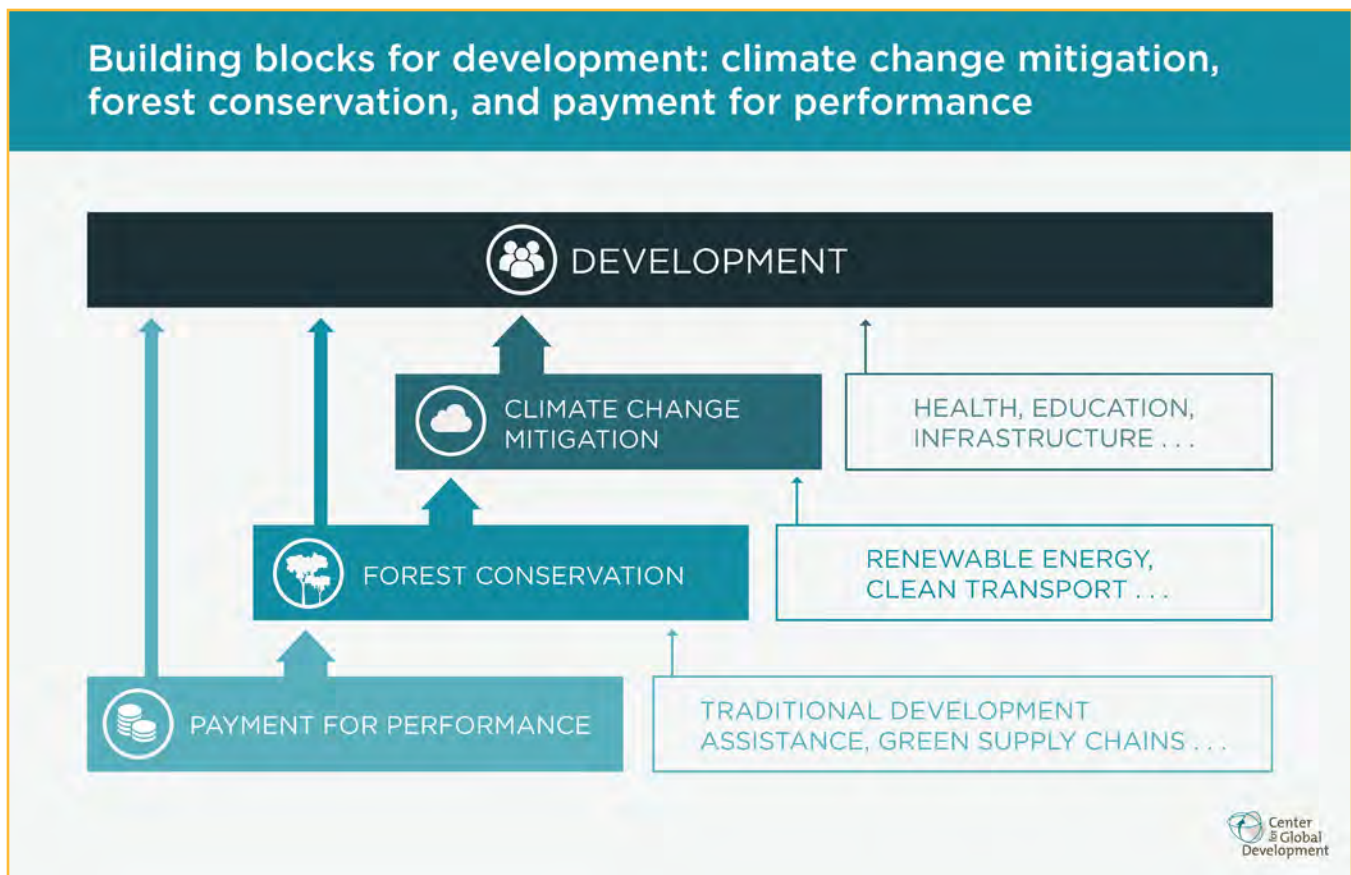 Building blocks for development: climate change mitigation,
forest conservation, and payment for performance
DEVELOPMENT
CLIMATE CHANGE
MITIGATION
HEALTH, EDUCATION,
INFRASTRUCTURE . . .
FOREST CONSERVATION
RENEWABLE ENERGY,
CLEAN TRANSPORT . . .
PAYMENT FOR PERFORMANCE
TRADITIONAL DEVELOPMENT
ASSISTANCE, GREEN SUPPLY CHAINS . . .
Center
for Global
Development